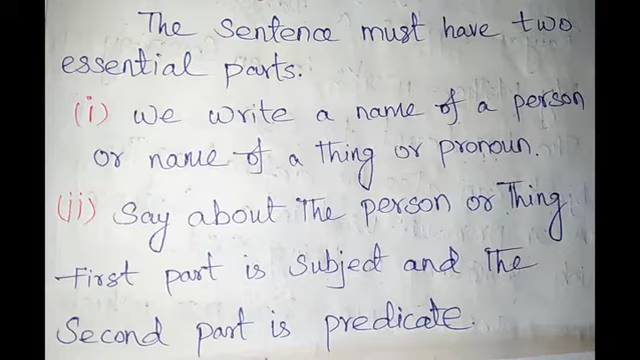 The sentence must have two
essential parts.
(i) We write a name of a person
or name of a thing or pronoun.
(ii) Say about the person or thing
First part is subject and the
Second part is predicate.